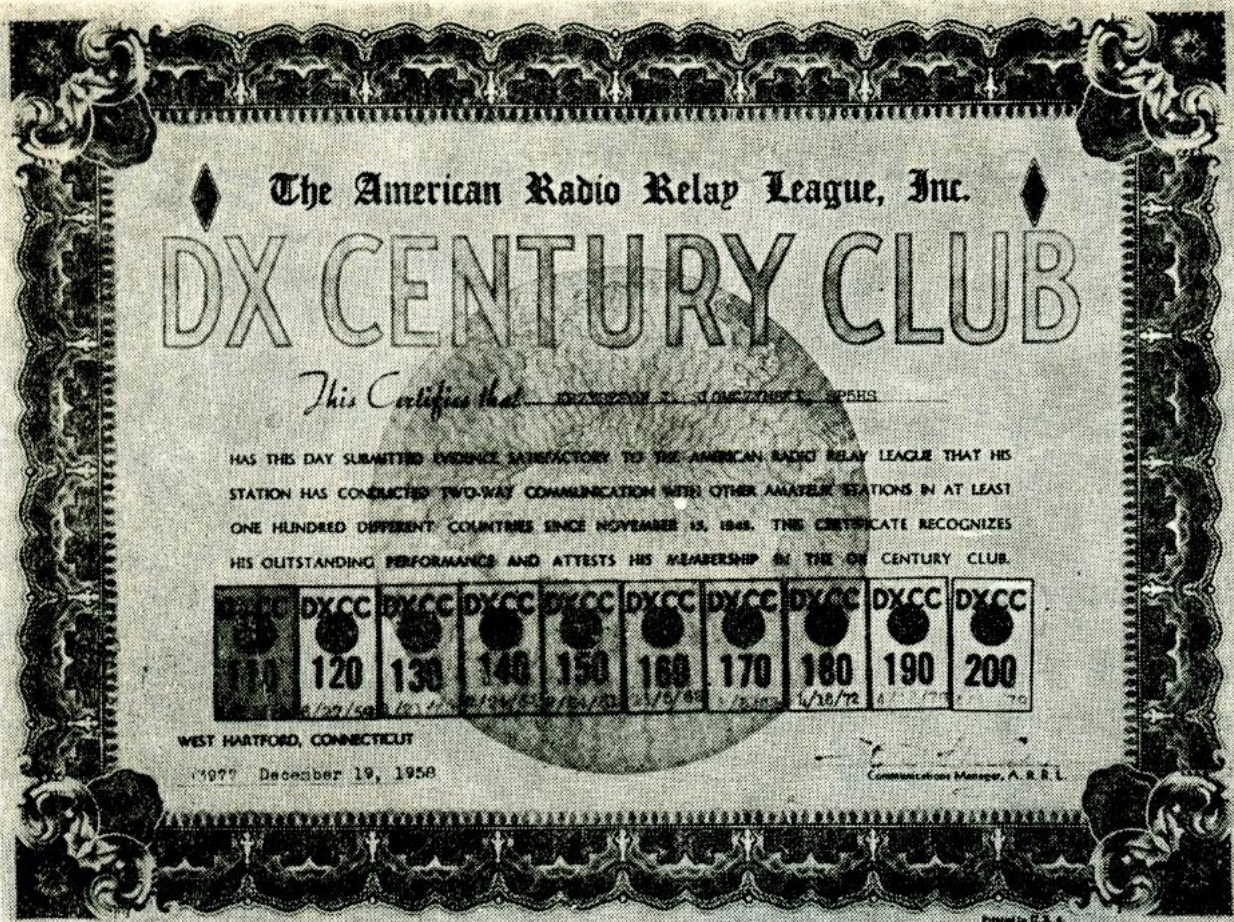 The American Radio Relay League, Inc.
DX CENTURY CLUB
This Certifies that SP5HS
HAS THIS DAY SUBMITTED EVIDENCE SATISFACTORY TO THE AMERICAN RADIO RELAY LEAGUE THAT HIS
STATION HAS CONDUCTED TWO-WAY COMMUNICATION WITH OTHER AMATEUR STATIONS IN AT LEAST
ONE HUNDRED DIFFERENT COUNTRIES SINCE NOVEMBER 15, 1945. THIS CERTIFICATE RECOGNIZES
HIS OUTSTANDING PERFORMANCE AND ATTESTS HIS MEMBERSHIP IN THE DX CENTURY CLUB.
DXCC DXCC DXCC DXCC DXCC DXCC DXCC DXCC DXCC DXCC
110 120 130 140 150 160 170 180 190 200
4/18/72
WEST HARTFORD, CONNECTICUT
December 19, 1958
Communications Manager, A. R. R. L.